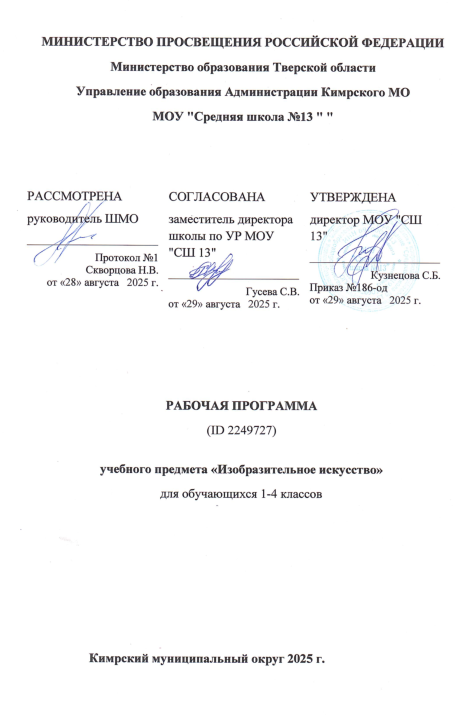 МИНИСТЕРСТВО ПРОСВЕЩЕНИЯ РОССИЙСКОЙ ФЕДЕРАЦИИ
Министерство образования Тверской области
Управление образования Администрации Кимрского МО
МОУ "Средняя школа №13 " "
РАССМОТРЕНА
руководитель ШМО
Протокол №1
Скворцова Н.В.
от «28» августа 2025 г.
СОГЛАСОВАНА
заместитель директора
школы по УР МОУ
"СШ 13"
Гусева С.В.
от «29» августа 2025 г.
УТВЕРЖДЕНА
директор МОУ "СШ
13"
Кузнецова С.Б.
Приказ №186-од
от «29» августа 2025 г.
РАБОЧАЯ ПРОГРАММА
(ID 2249727)
учебного предмета «Изобразительное искусство»
для обучающихся 1-4 классов
Кимрский муниципальный округ 2025 г.